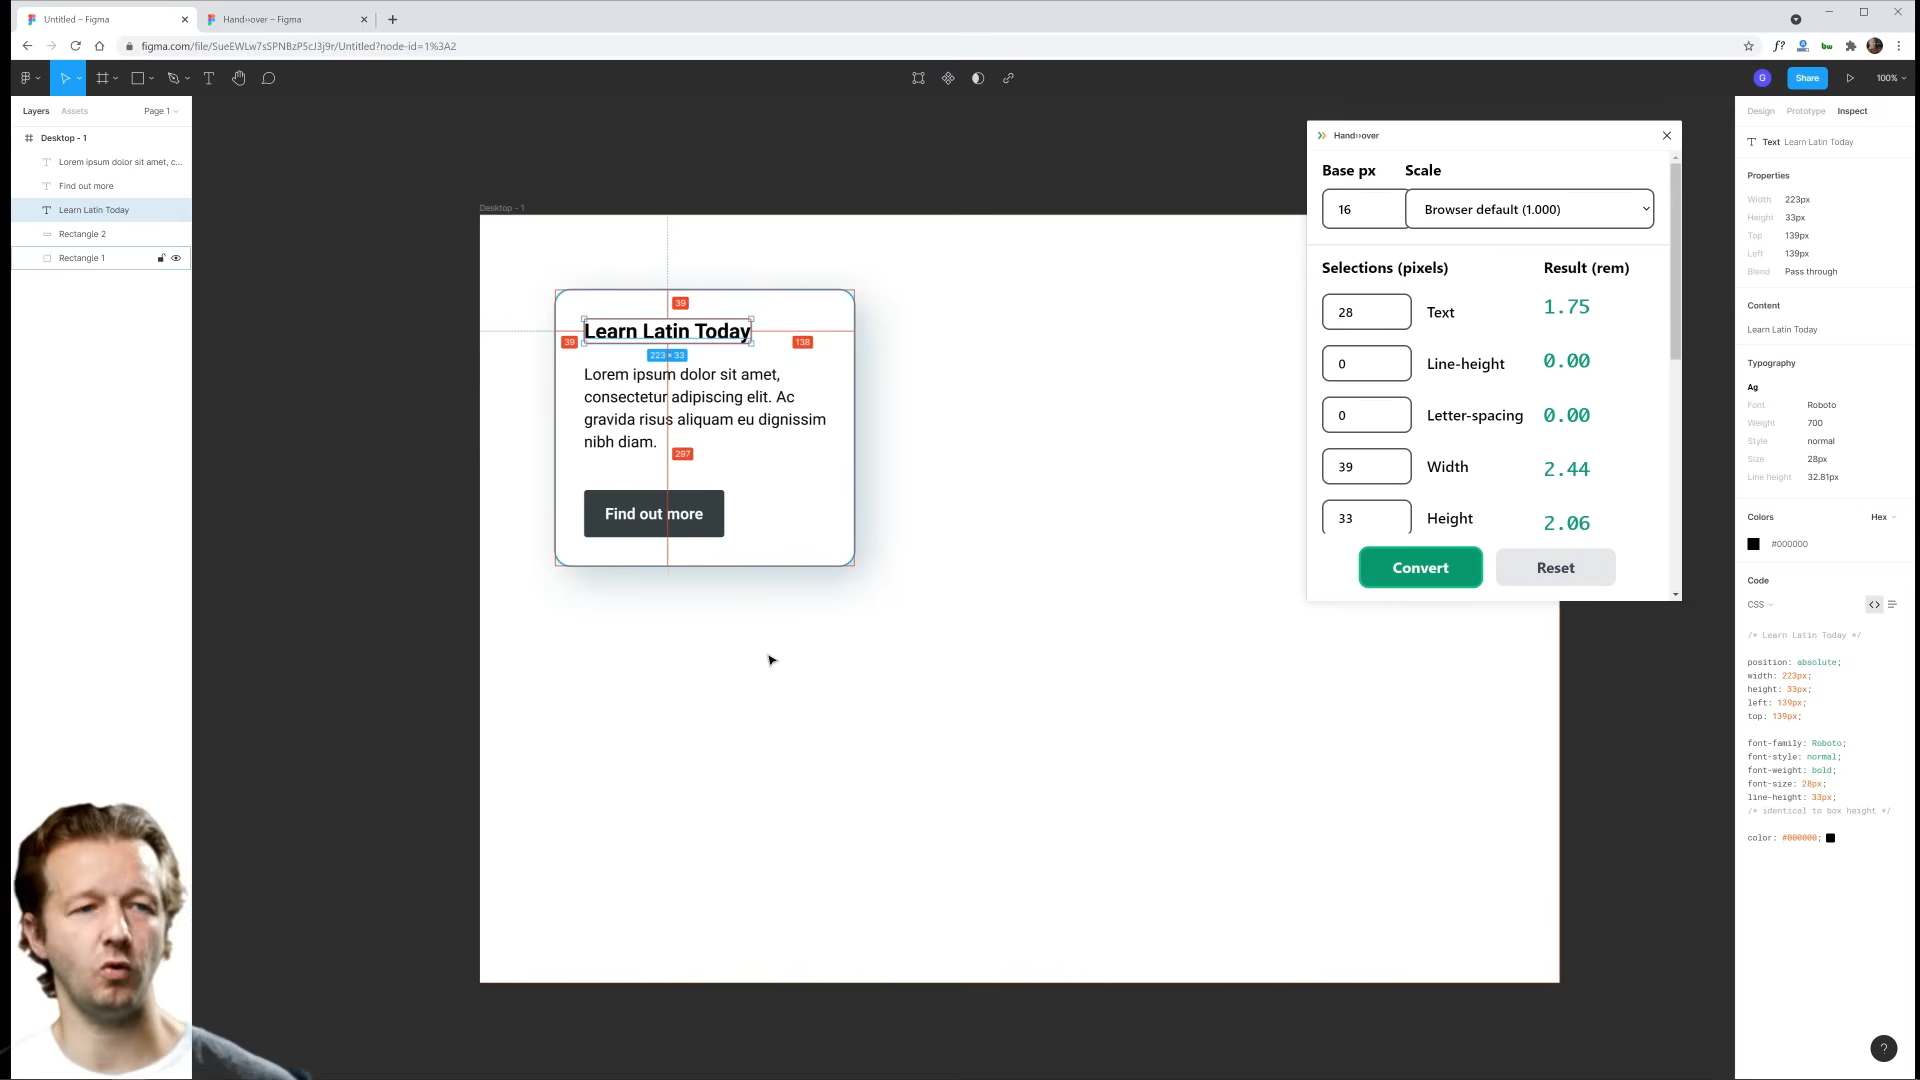 Untitled – Figma
Hand››over – Figma
figma.com/file/SueEWLw7sSPNBzP5cJ3j9r/Untitled?node-id=1%3A2
f?
bw
G
Share
100%
Layers
Assets
Page 1
Desktop - 1
Lorem ipsum dolor sit amet, c...
Find out more
Learn Latin Today
Rectangle 2
Rectangle 1
Desktop - 1
39
Learn Latin Today
39
138
223 × 33
Lorem ipsum dolor sit amet,
consectetur adipiscing elit. Ac
gravida risus aliquam eu dignissim
nibh diam.
297
Find out more
Hand››over
Base px
Scale
16
Browser default (1.000)
Selections (pixels)
Result (rem)
28
Text
1.75
0
Line-height
0.00
0
Letter-spacing
0.00
39
Width
2.44
33
Height
2.06
Convert
Reset
Design
Prototype
Inspect
Text
Learn Latin Today
Properties
Width
223px
Height
33px
Top
139px
Left
139px
Blend
Pass through
Content
Learn Latin Today
Typography
Ag
Font
Roboto
Weight
700
Style
normal
Size
28px
Line height
32.81px
Colors
Hex
#000000
Code
CSS
/* Learn Latin Today */
position: absolute;
width: 223px;
height: 33px;
left: 139px;
top: 139px;
font-family: Roboto;
font-style: normal;
font-weight: bold;
font-size: 28px;
line-height: 33px;
/* identical to box height */
color: #000000;
?